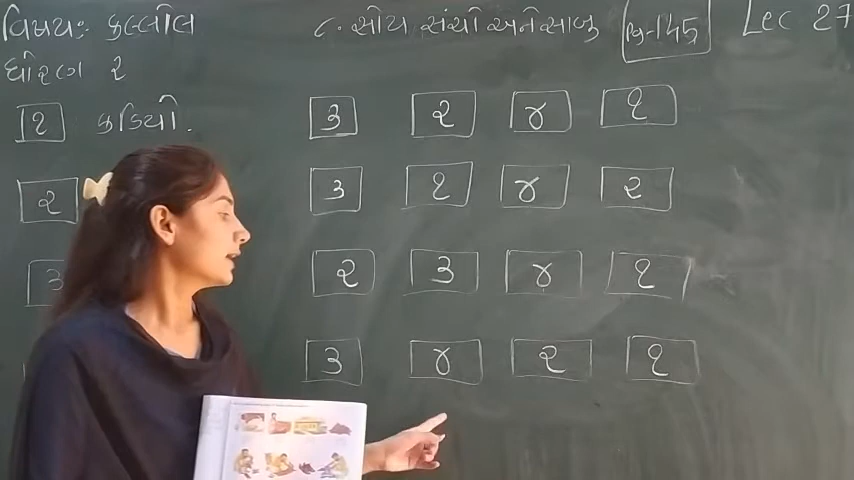 વિષયઃ કલ્લોલ ૮. સોય સંચો અને સાબુ Pg-145 Lec 27
ધોરણ ૨
૧ કડિયો. ૩ ૨ ૪ ૧
૨ ૩ ૧ ૪ ૨
૩ ૨ ૩ ૪ ૧
૩ ૪ ૨ ૧